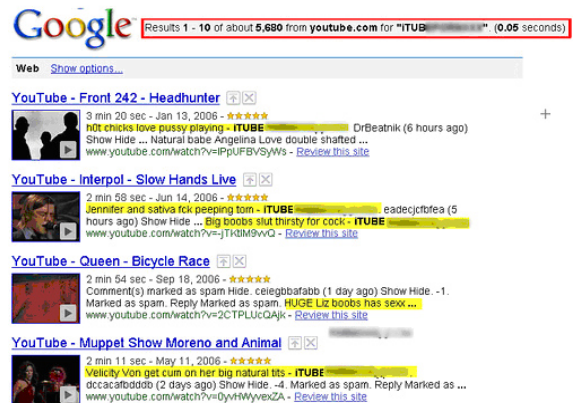 Google
Results 1 - 10 of about 5,680 from youtube.com for "iTUB". (0.05 seconds)
Web Show options...
YouTube - Front 242 - Headhunter
3 min 20 sec - Jan 13, 2006 -
h0t chicks love pussy playing - iTUBE DrBeatnik (6 hours ago)
Show Hide ... Natural babe Angelina Love double shafted ...
www.youtube.com/watch?v=IPpUFBVSyWs - Review this site
YouTube - Interpol - Slow Hands Live
2 min 58 sec - Jun 14, 2006 -
Jennifer and sativa fck peeping tom - iTUBE eadecjcfbfea (5
hours ago) Show Hide ... Big boobs slut thirsty for cock - iTUBE
www.youtube.com/watch?v=-jTKtlM9vvQ - Review this site
YouTube - Queen - Bicycle Race
2 min 54 sec - Sep 18, 2006 -
Comment(s) marked as spam Hide. ceiegbbafabb (1 day ago) Show Hide. -1.
Marked as spam. Reply Marked as spam. HUGE Liz boobs has sexx ...
www.youtube.com/watch?v=2CTPLUcQAjk - Review this site
YouTube - Muppet Show Moreno and Animal
2 min 11 sec - May 11, 2006 -
Velicity Von get cum on her big natural tits - iTUBE
dccacafbdddb (2 days ago) Show Hide. -4. Marked as spam. Reply Marked as ...
www.youtube.com/watch?v=0yvHWyvexZA - Review this site